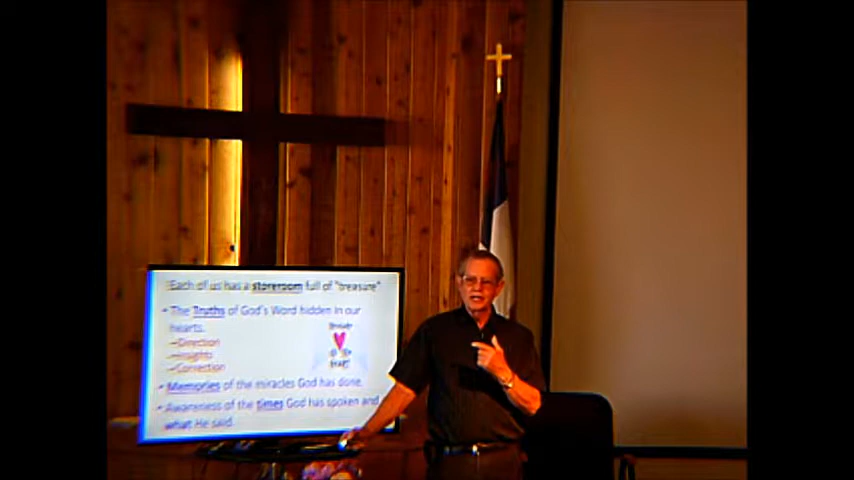 Each of us has a storeroom full of "treasure"
• The Truths of God's Word hidden in our
hearts.
–Direction
–Insights
–Correction
• Memories of the miracles God has done.
• Awareness of the times God has spoken and
what He said.